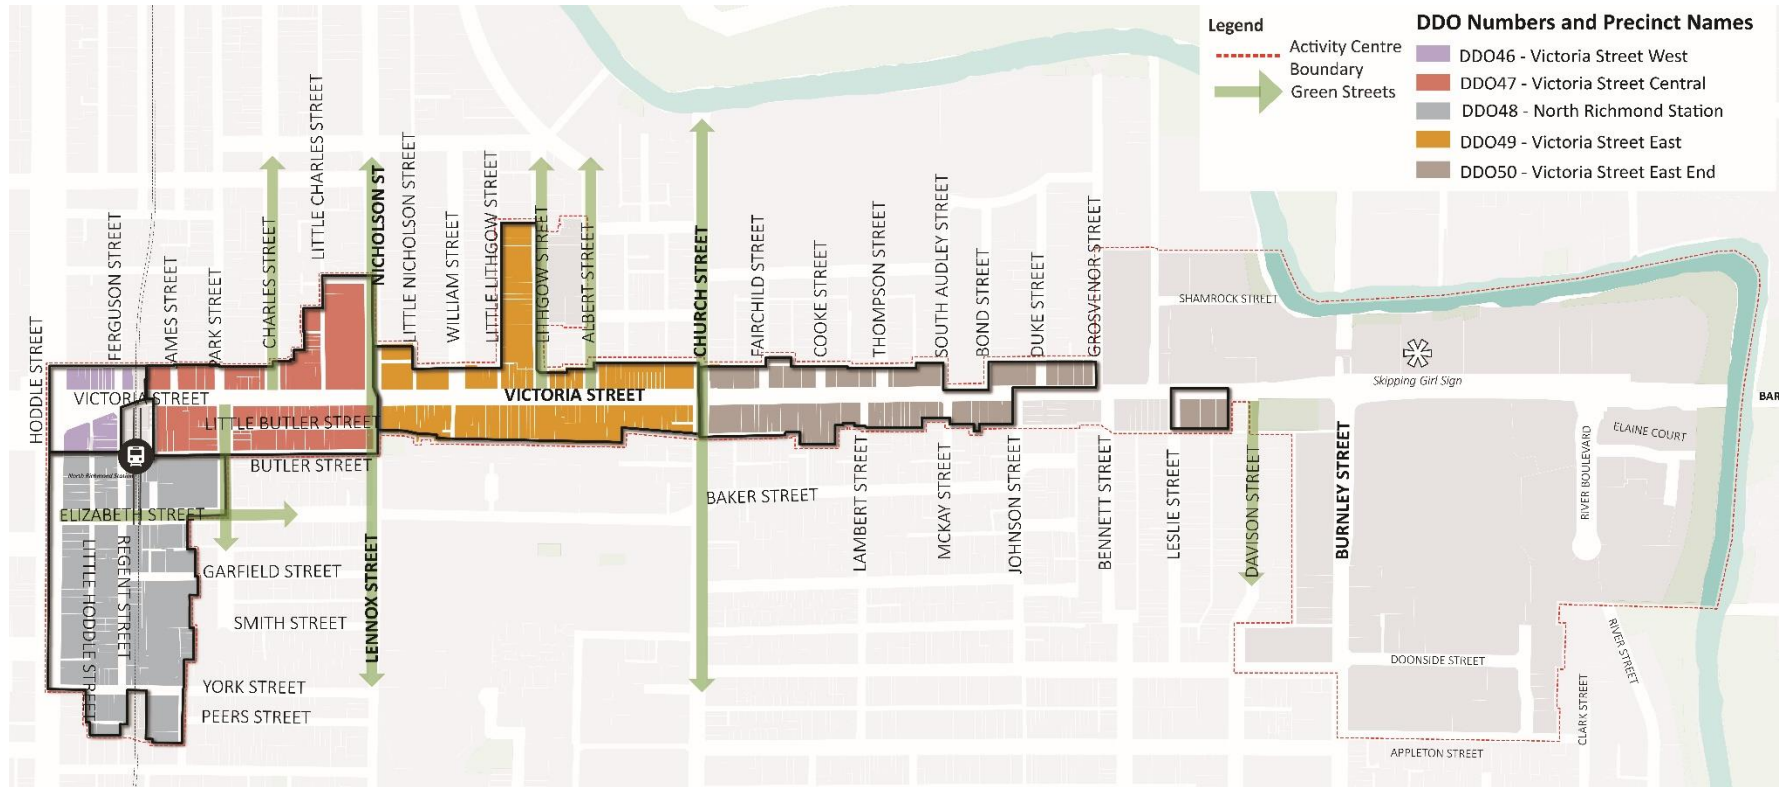 Legend
Activity Centre
Boundary
Green Streets
DDO Numbers and Precinct Names
DDO46 - Victoria Street West
DDO47 - Victoria Street Central
DDO48 - North Richmond Station
DDO49 - Victoria Street East
DDO50 - Victoria Street East End
HODDLE STREET
FERGUSON STREET
JAMES STREET
PARK STREET
CHARLES STREET
LITTLE CHARLES STREET
NICHOLSON ST
LITTLE NICHOLSON STREET
WILLIAM STREET
LITTLE LITHGOW STREET
LITHGOW STREET
ALBERT STREET
CHURCH STREET
FAIRCHILD STREET
COOKE STREET
THOMPSON STREET
SOUTH AUDLEY STREET
BOND STREET
DUKE STREET
GROSVENOR STREET
SHAMROCK STREET
Skipping Girl Sign
VICTORIA STREET
VICTORIA STREET
BAR
LITTLE BUTLER STREET
BUTLER STREET
North Richmond Station
ELIZABETH STREET
BAKER STREET
LITTLE HODDLE STREET
REGENT STREET
GARFIELD STREET
SMITH STREET
YORK STREET
PEERS STREET
LENNOX STREET
LAMBERT STREET
MCKAY STREET
JOHNSON STREET
BENNETT STREET
LESLIE STREET
DAVISON STREET
BURNLEY STREET
RIVER BOULEVARD
ELAINE COURT
DOONSIDE STREET
RIVER STREET
CLARK STREET
APPLETON STREET